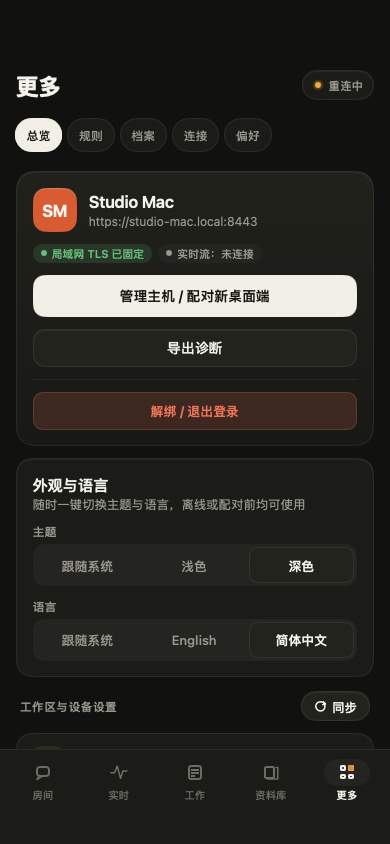 更多
重连中
总览 规则 档案 连接 偏好
SM
Studio Mac
https://studio-mac.local:8443
局域网 TLS 已固定 实时流：未连接
管理主机 / 配对新桌面端
导出诊断
解绑 / 退出登录
外观与语言
随时一键切换主题与语言，离线或配对前均可使用
主题
跟随系统 浅色 深色
语言
跟随系统 English 简体中文
工作区与设备设置 同步
房间 实时 工作 资料库 更多